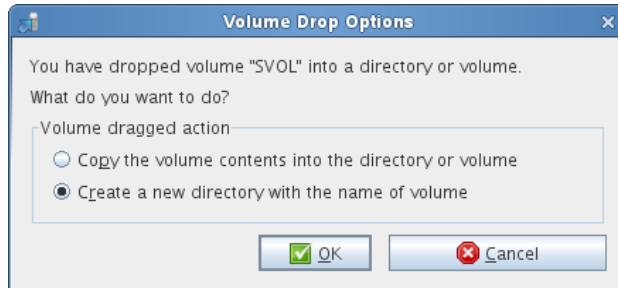 Volume Drop Options
You have dropped volume "SVOL" into a directory or volume.
What do you want to do?
Volume dragged action
Copy the volume contents into the directory or volume
Create a new directory with the name of volume
OK
Cancel